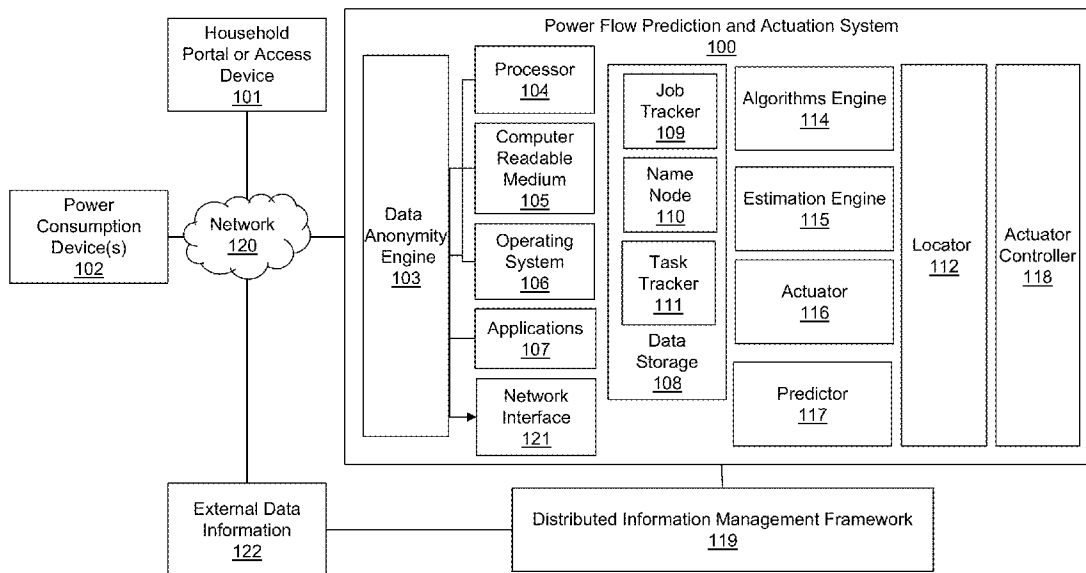 Household
Portal or Access
Device
101
Power
Consumption
Device(s)
102
Network
120
External Data
Information
122
Power Flow Prediction and Actuation System
100
Data
Anonymity
Engine
103
Processor
104
Computer
Readable
Medium
105
Operating
System
106
Applications
107
Network
Interface
121
Job
Tracker
109
Name
Node
110
Task
Tracker
111
Data
Storage
108
Algorithms Engine
114
Estimation Engine
115
Actuator
116
Predictor
117
Locator
112
Actuator
Controller
118
Distributed Information Management Framework
119